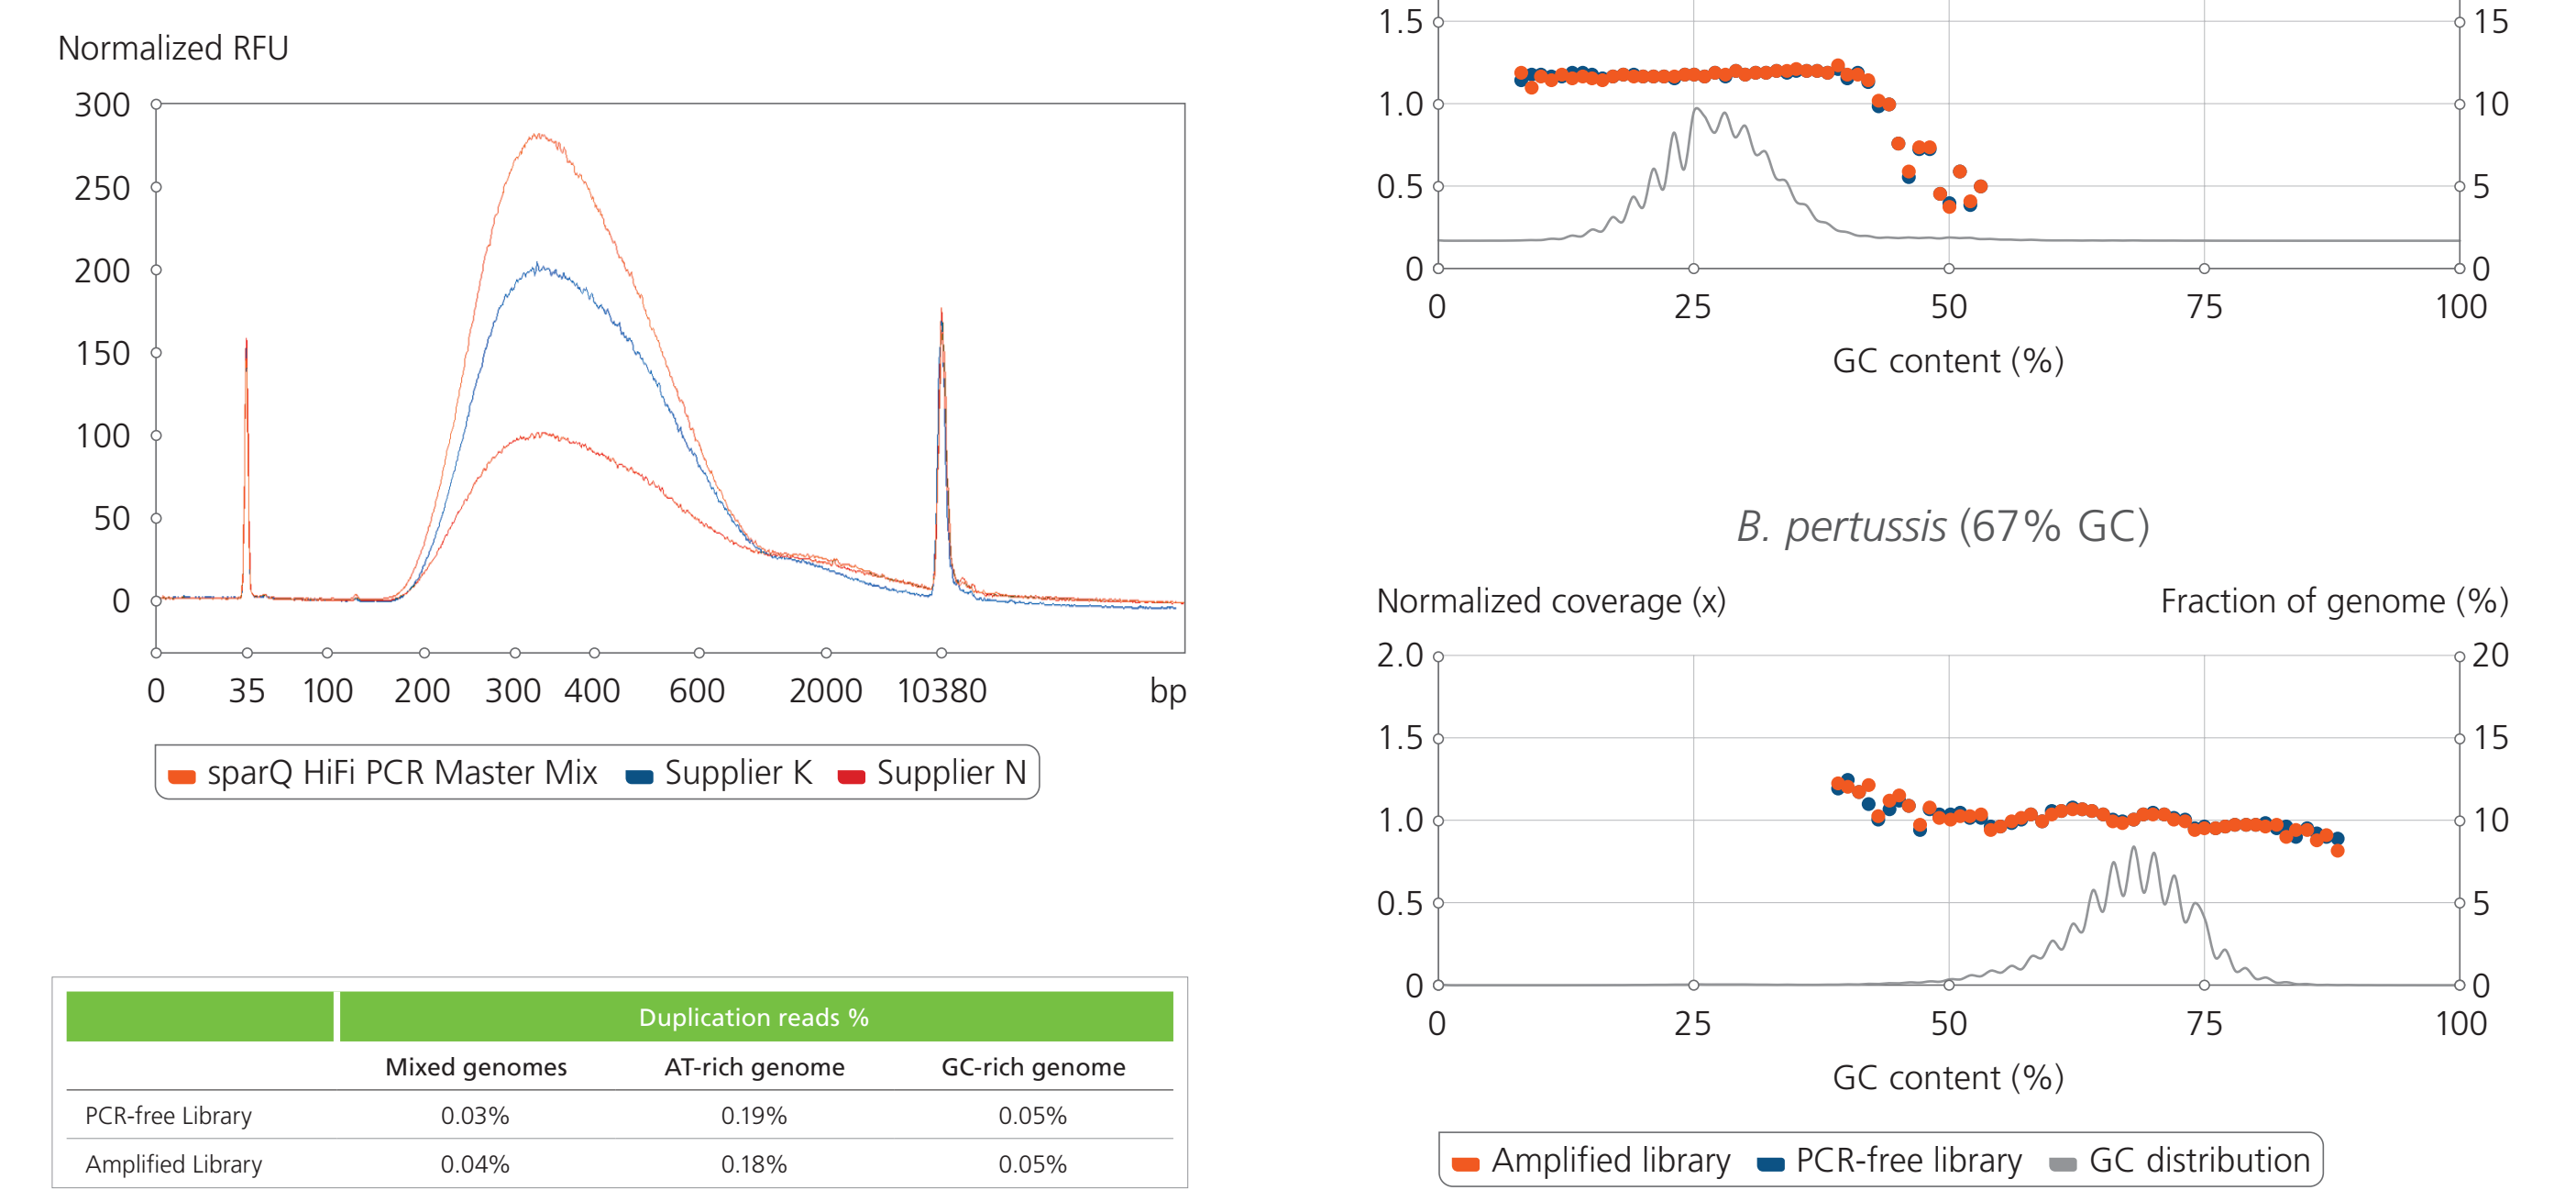 Normalized RFU
300
250
200
150
100
50
0
0 35 100 200 300 400 600 2000 10380 bp
sparQ HiFi PCR Master Mix Supplier K Supplier N
Duplication reads %
Mixed genomes AT-rich genome GC-rich genome
PCR-free Library 0.03% 0.19% 0.05%
Amplified Library 0.04% 0.18% 0.05%
1.5 15
1.0 10
0.5 5
0 0
0 25 50 75 100
GC content (%)
B. pertussis (67% GC)
Normalized coverage (x) Fraction of genome (%)
2.0 20
1.5 15
1.0 10
0.5 5
0 0
0 25 50 75 100
GC content (%)
Amplified library PCR-free library GC distribution